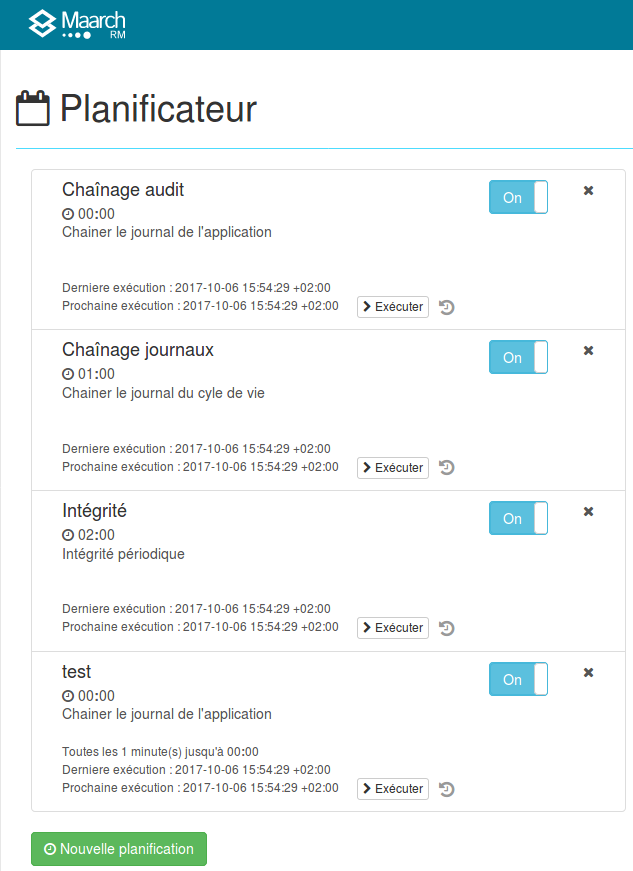 Maarch
RM
Planificateur
Chaînage audit
On
00:00
Chainer le journal de l'application
Derniere exécution : 2017-10-06 15:54:29 +02:00
Prochaine exécution : 2017-10-06 15:54:29 +02:00
Exécuter
Chaînage journaux
On
01:00
Chainer le journal du cyle de vie
Derniere exécution : 2017-10-06 15:54:29 +02:00
Prochaine exécution : 2017-10-06 15:54:29 +02:00
Exécuter
Intégrité
On
02:00
Intégrité périodique
Derniere exécution : 2017-10-06 15:54:29 +02:00
Prochaine exécution : 2017-10-06 15:54:29 +02:00
Exécuter
test
On
00:00
Chainer le journal de l'application
Toutes les 1 minute(s) jusqu'à 00:00
Derniere exécution : 2017-10-06 15:54:29 +02:00
Prochaine exécution : 2017-10-06 15:54:29 +02:00
Exécuter
Nouvelle planification